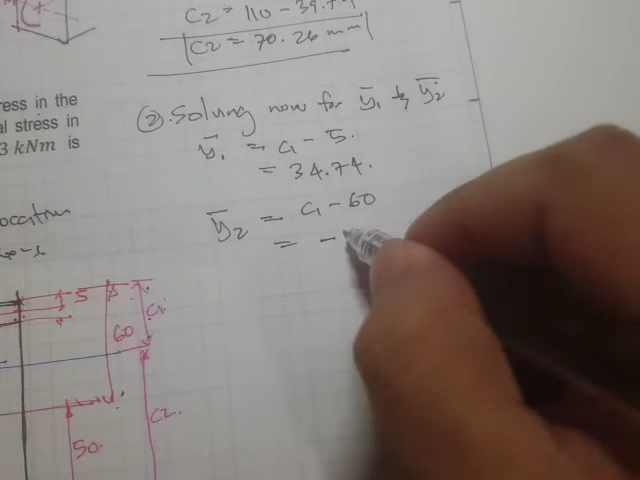 C2 = 110 - 39.74
C2 = 70.26 mm
ress in the
al stress in
3 kNm is
② Solving now for ȳ₁ & ȳ₂
ȳ₁ = C₁ - 5.
= 34.74.
ocation
ȳ₂ = C₁ - 60
= -
5
C₁
60
C2.
50